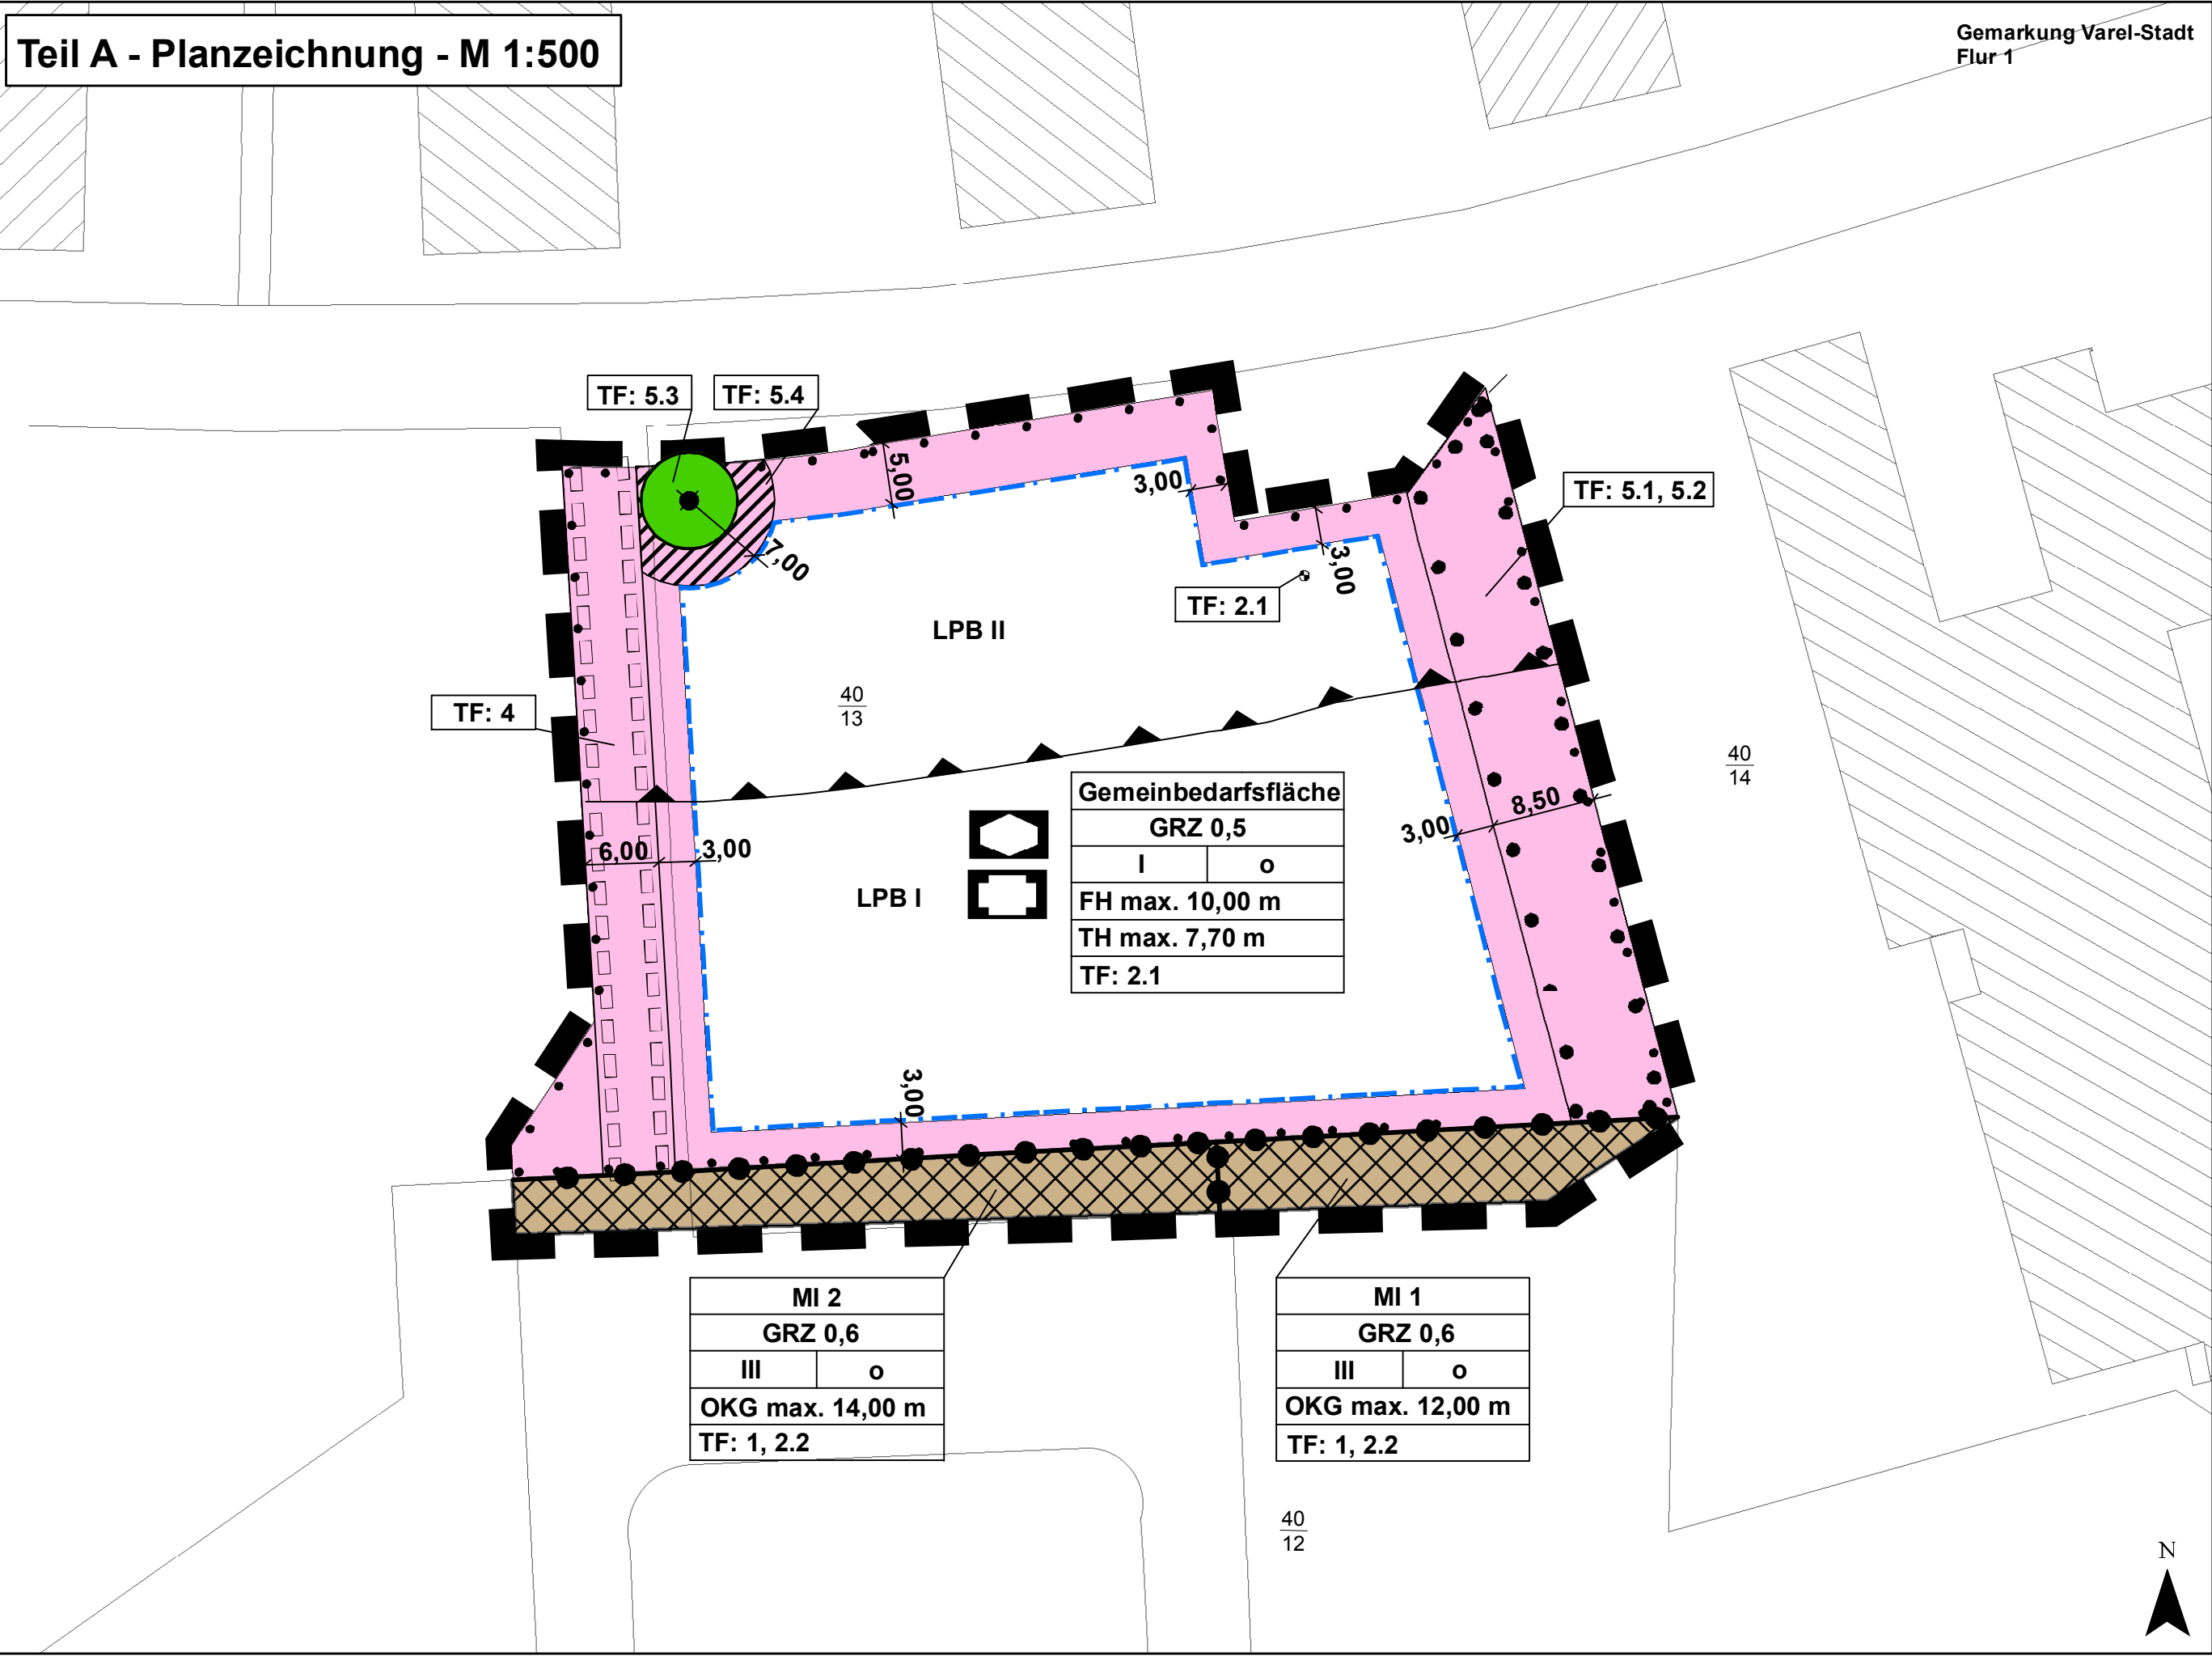 Teil A - Planzeichnung - M 1:500
Gemarkung Varel-Stadt
Flur 1
TF: 5.3
TF: 5.4
5,00
3,00
TF: 5.1, 5.2
7,00
3,00
TF: 2.1
LPB II
40
13
TF: 4
40
14
Gemeinbedarfsfläche
GRZ 0,5
I o
FH max. 10,00 m
TH max. 7,70 m
TF: 2.1
8,50
3,00
6,00
3,00
LPB I
3,00
MI 2
GRZ 0,6
III o
OKG max. 14,00 m
TF: 1, 2.2
MI 1
GRZ 0,6
III o
OKG max. 12,00 m
TF: 1, 2.2
40
12
N